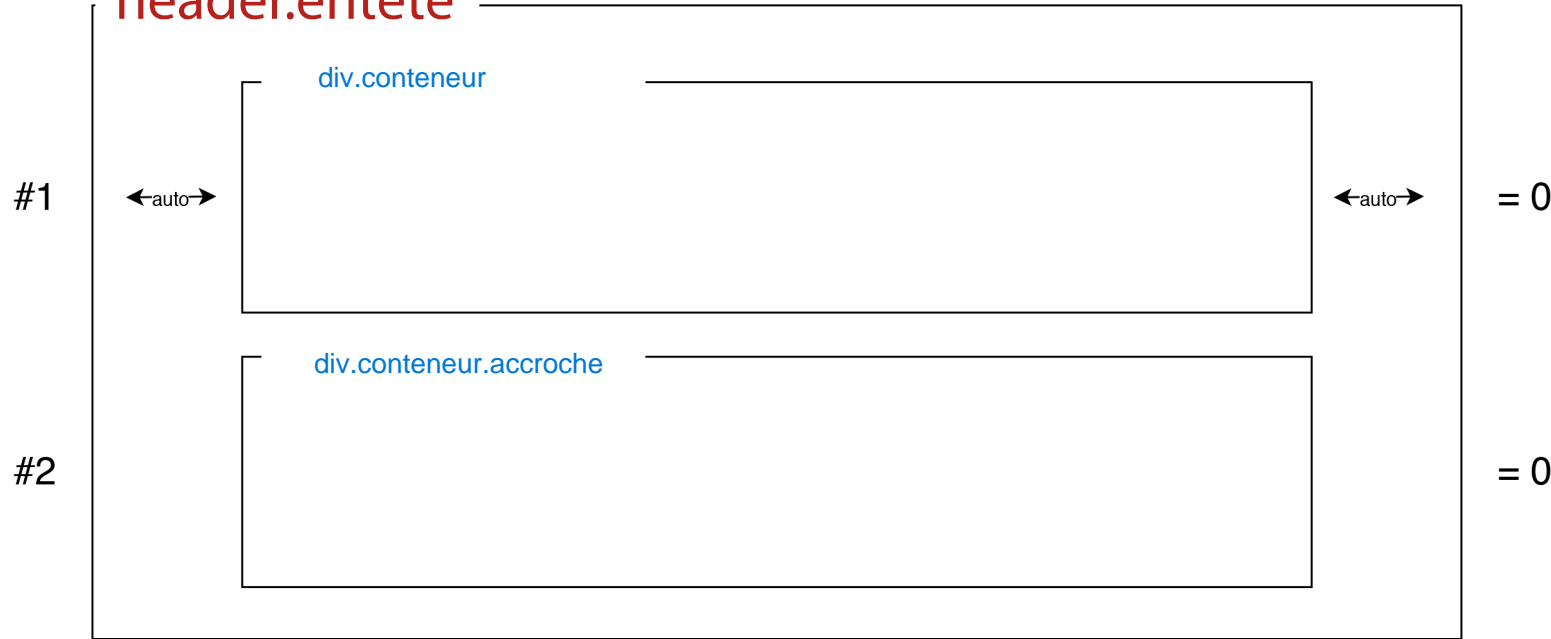 header.entete
div.conteneur
#1 auto auto = 0
div.conteneur.accroche
#2 = 0